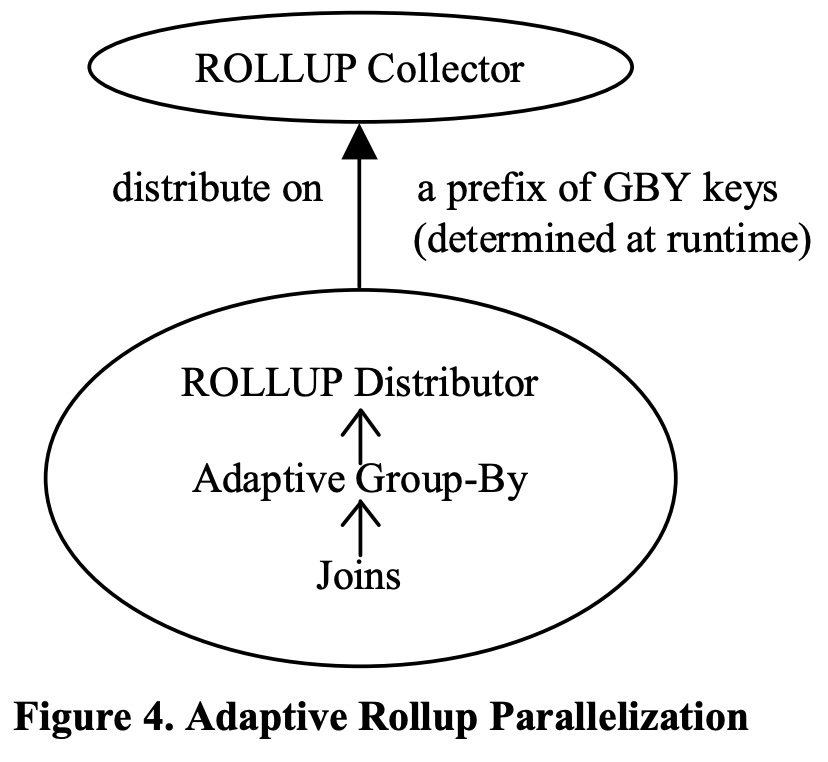 ROLLUP Collector
distribute on
a prefix of GBY keys
(determined at runtime)
ROLLUP Distributor
Adaptive Group-By
Joins
Figure 4. Adaptive Rollup Parallelization